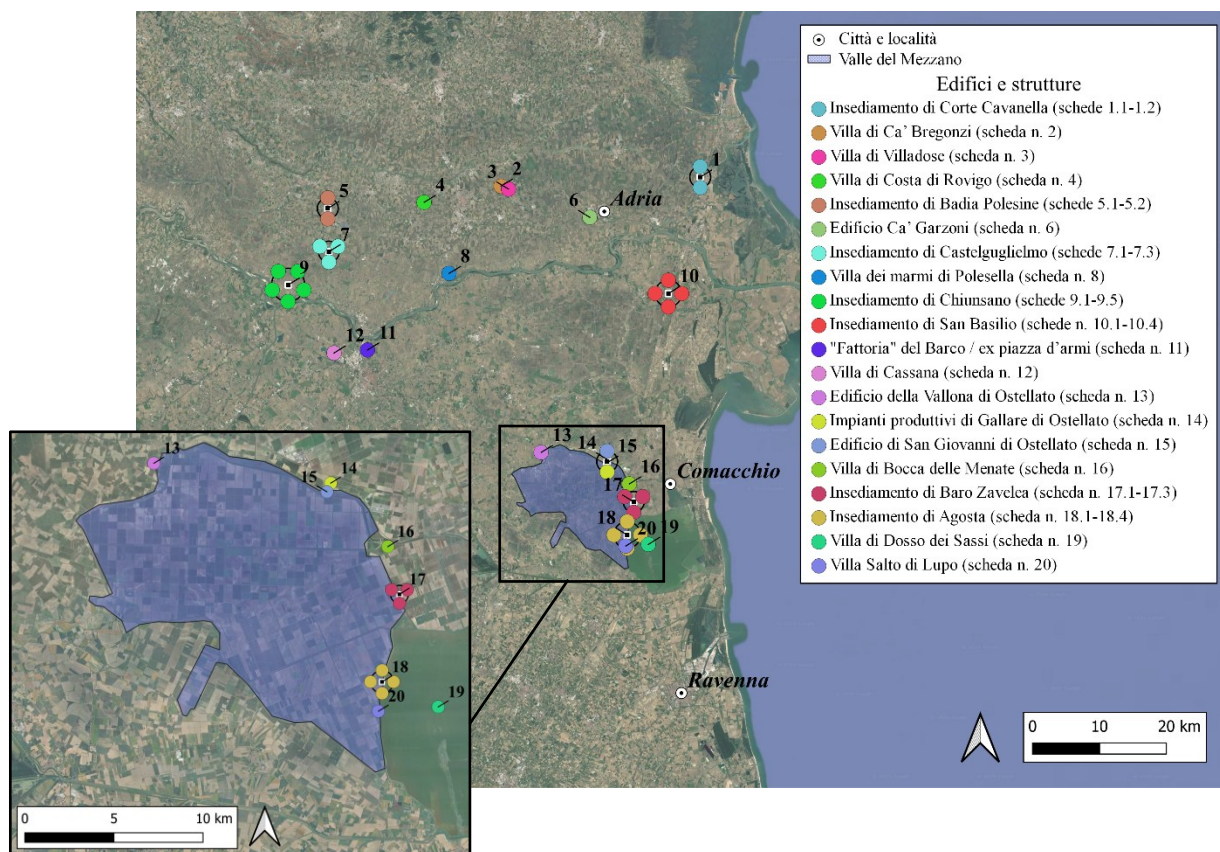 Città e località
Valle del Mezzano
Edifici e strutture
Insediamento di Corte Cavanella (schede 1.1-1.2)
Villa di Ca' Bregonzi (scheda n. 2)
Villa di Villadose (scheda n. 3)
Villa di Costa di Rovigo (scheda n. 4)
Insediamento di Badia Polesine (schede 5.1-5.2)
Edificio Ca' Garzoni (scheda n. 6)
Insediamento di Castelguglielmo (schede 7.1-7.3)
Villa dei marmi di Polesella (scheda n. 8)
Insediamento di Chiunsano (schede 9.1-9.5)
Insediamento di San Basilio (schede n. 10.1-10.4)
"Fattoria" del Barco / ex piazza d'armi (scheda n. 11)
Villa di Cassana (scheda n. 12)
Edificio della Vallona di Ostellato (scheda n. 13)
Impianti produttivi di Gallare di Ostellato (scheda n. 14)
Edificio di San Giovanni di Ostellato (scheda n. 15)
Villa di Bocca delle Menate (scheda n. 16)
Insediamento di Baro Zavelea (schede n. 17.1-17.3)
Insediamento di Agosta (scheda n. 18.1-18.4)
Villa di Dosso dei Sassi (scheda n. 19)
Villa Salto di Lupo (scheda n. 20)
1
3 2
4
5
6 Adria
7
8
9
10
12 11
13
14 15
16 Comacchio
17
18
20 19
Ravenna
0 10 20 km
13
15 14
16
17
18
20 19
0 5 10 km